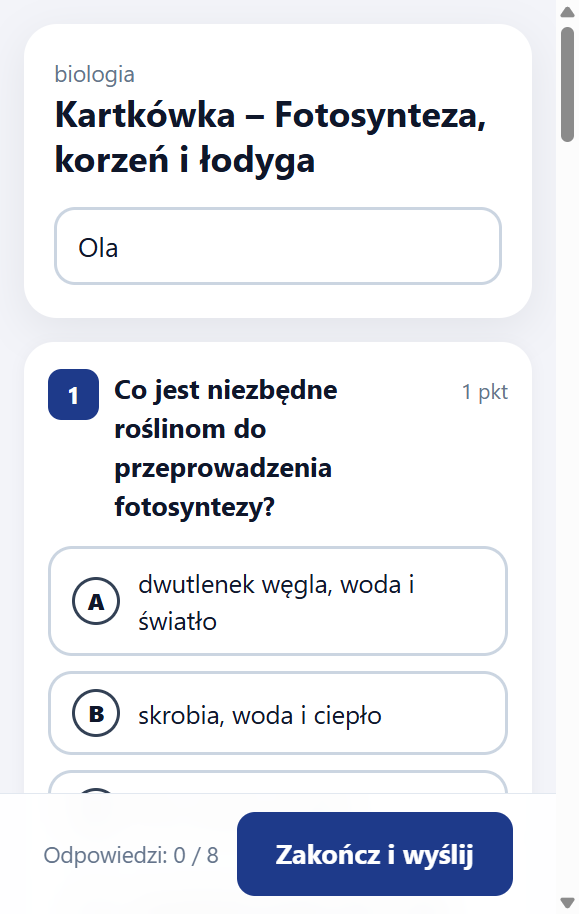 biologia
Kartkówka – Fotosynteza,
korzeń i łodyga
Ola
1
Co jest niezbędne
roślinom do
przeprowadzenia
fotosyntezy?
1 pkt
A
dwutlenek węgla, woda i
światło
B
skrobia, woda i ciepło
Odpowiedzi: 0 / 8
Zakończ i wyślij